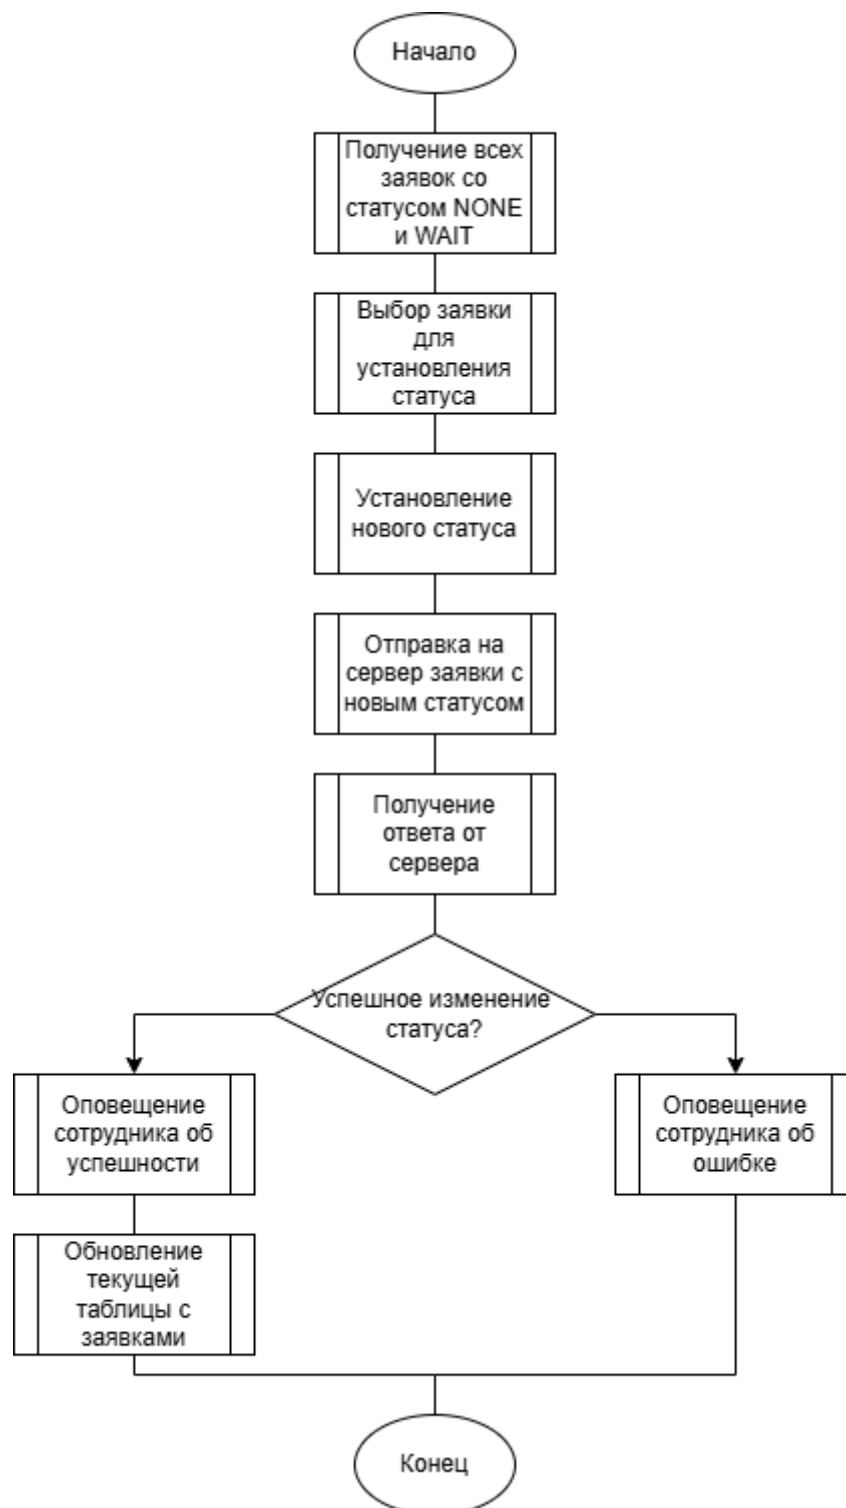 Начало
Получение всех
заявок со
статусом NONE
и WAIT
Выбор заявки
для
установления
статуса
Установление
нового статуса
Отправка на
сервер заявки с
новым статусом
Получение
ответа от
сервера
Успешное изменение
статуса?
Оповещение
сотрудника об
успешности
Оповещение
сотрудника об
ошибке
Обновление
текущей
таблицы с
заявками
Конец